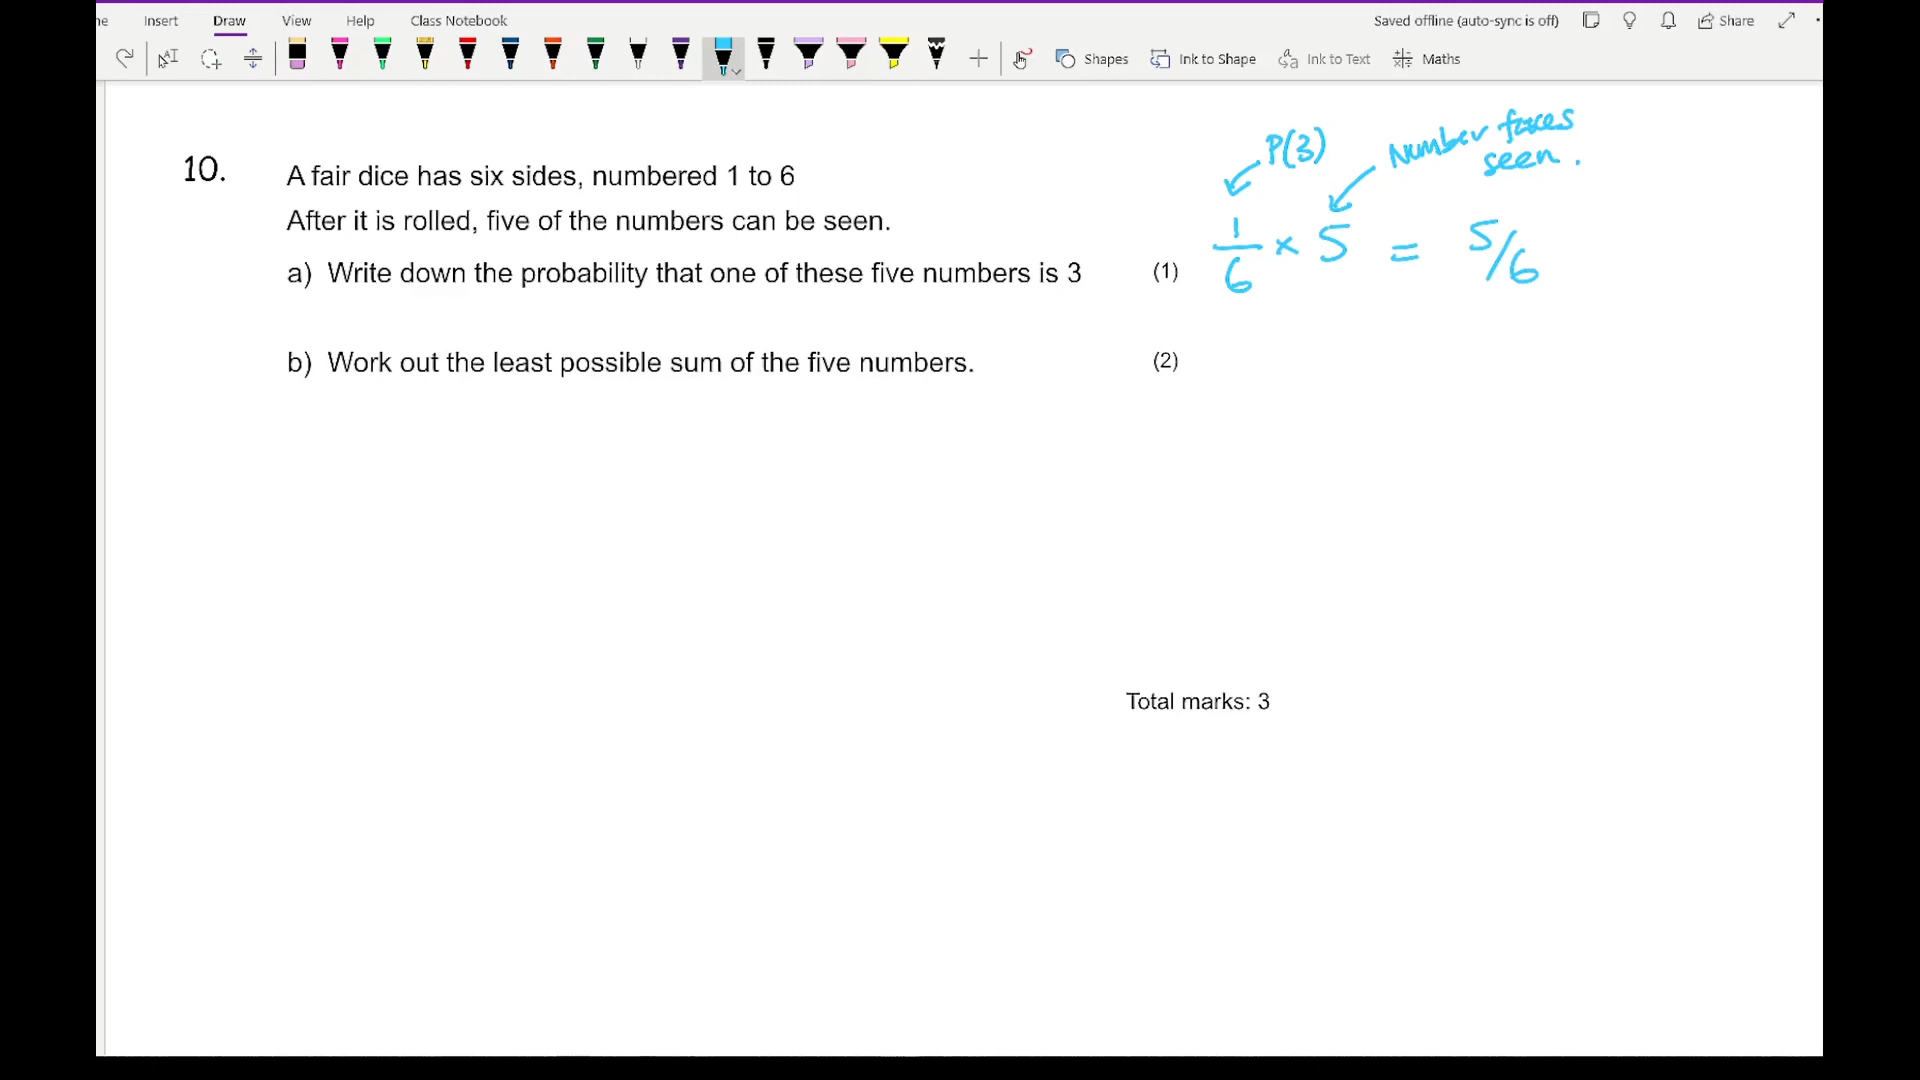 ne Insert Draw View Help Class Notebook Saved offline (auto-sync is off) Share
Shapes Ink to Shape Ink to Text Maths
P(3) Number faces
seen.
10. A fair dice has six sides, numbered 1 to 6
After it is rolled, five of the numbers can be seen.
1/6 × 5 = 5/6
a) Write down the probability that one of these five numbers is 3 (1)
b) Work out the least possible sum of the five numbers. (2)
Total marks: 3